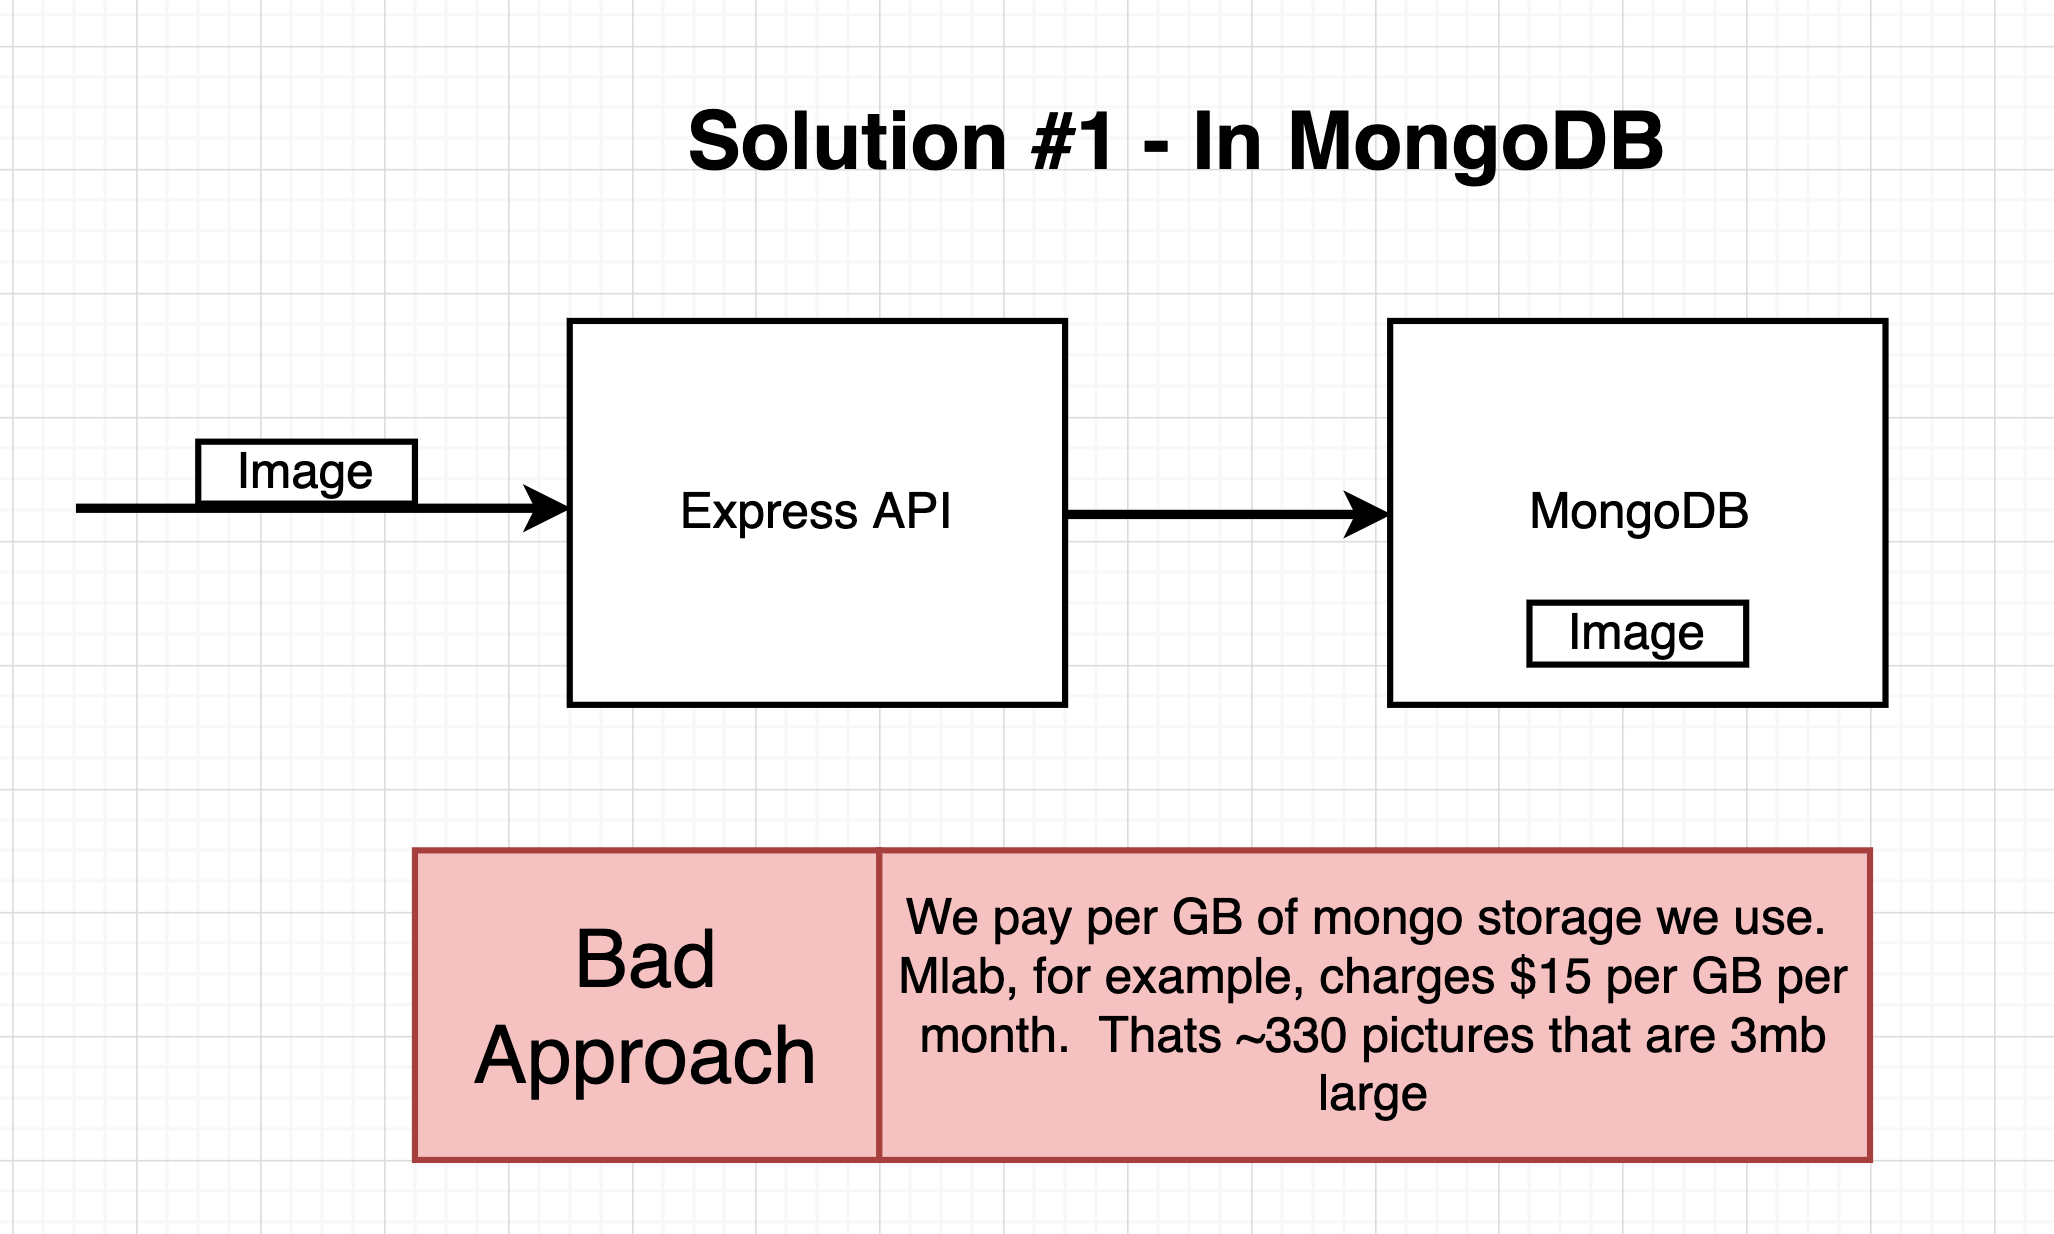 Solution #1 - In MongoDB
Image
Express API
MongoDB
Image
Bad
Approach
We pay per GB of mongo storage we use.
Mlab, for example, charges $15 per GB per
month.  Thats ~330 pictures that are 3mb
large